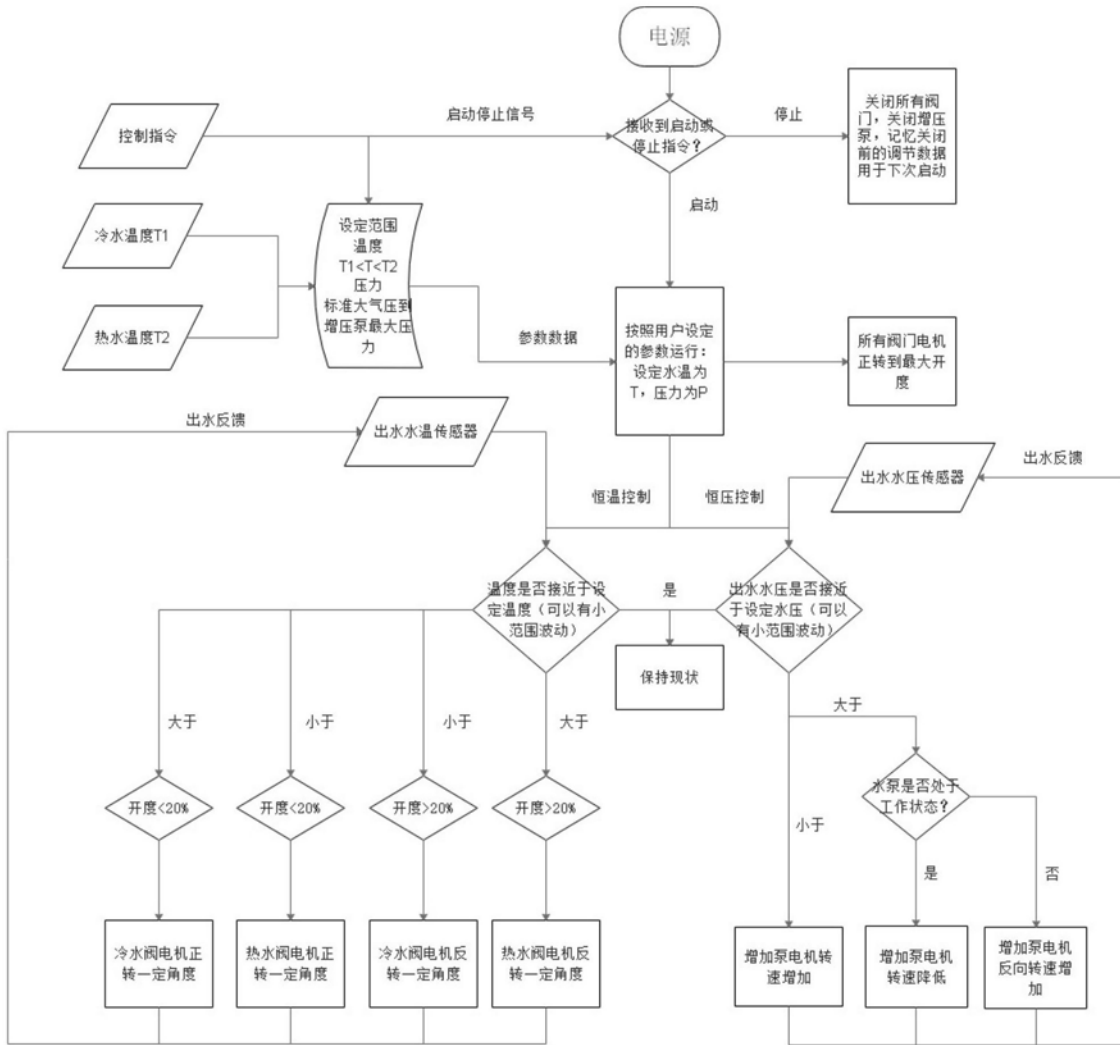 电源
控制指令
启动停止信号
接收到启动或
停止指令？
停止
关闭所有阀
门，关闭增压
泵，记忆关闭
前的调节数据
用于下次启动
启动
冷水温度T1
热水温度T2
设定范围
温度
T1<T<T2
压力
标准大气压到
增压泵最大压
力
参数数据
按照用户设定
的参数运行：
设定水温为
T，压力为P
所有阀门电机
正转到最大开
度
出水反馈
出水水温传感器
出水水压传感器
出水反馈
恒温控制
恒压控制
温度是否接近于设
定温度（可以有小
范围波动）
是
出水水压是否接近
于设定水压（可以
有小范围波动）
保持现状
大于
小于
小于
大于
大于
开度<20%
开度<20%
开度>20%
开度>20%
水泵是否处于
工作状态？
小于
是
否
冷水阀电机正
转一定角度
热水阀电机正
转一定角度
冷水阀电机反
转一定角度
热水阀电机反
转一定角度
增加泵电机转
速增加
增加泵电机
转速降低
增加泵电机
反向转速增
加